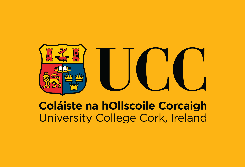 UCC
Coláiste na hOllscoile Corcaigh
University College Cork, Ireland